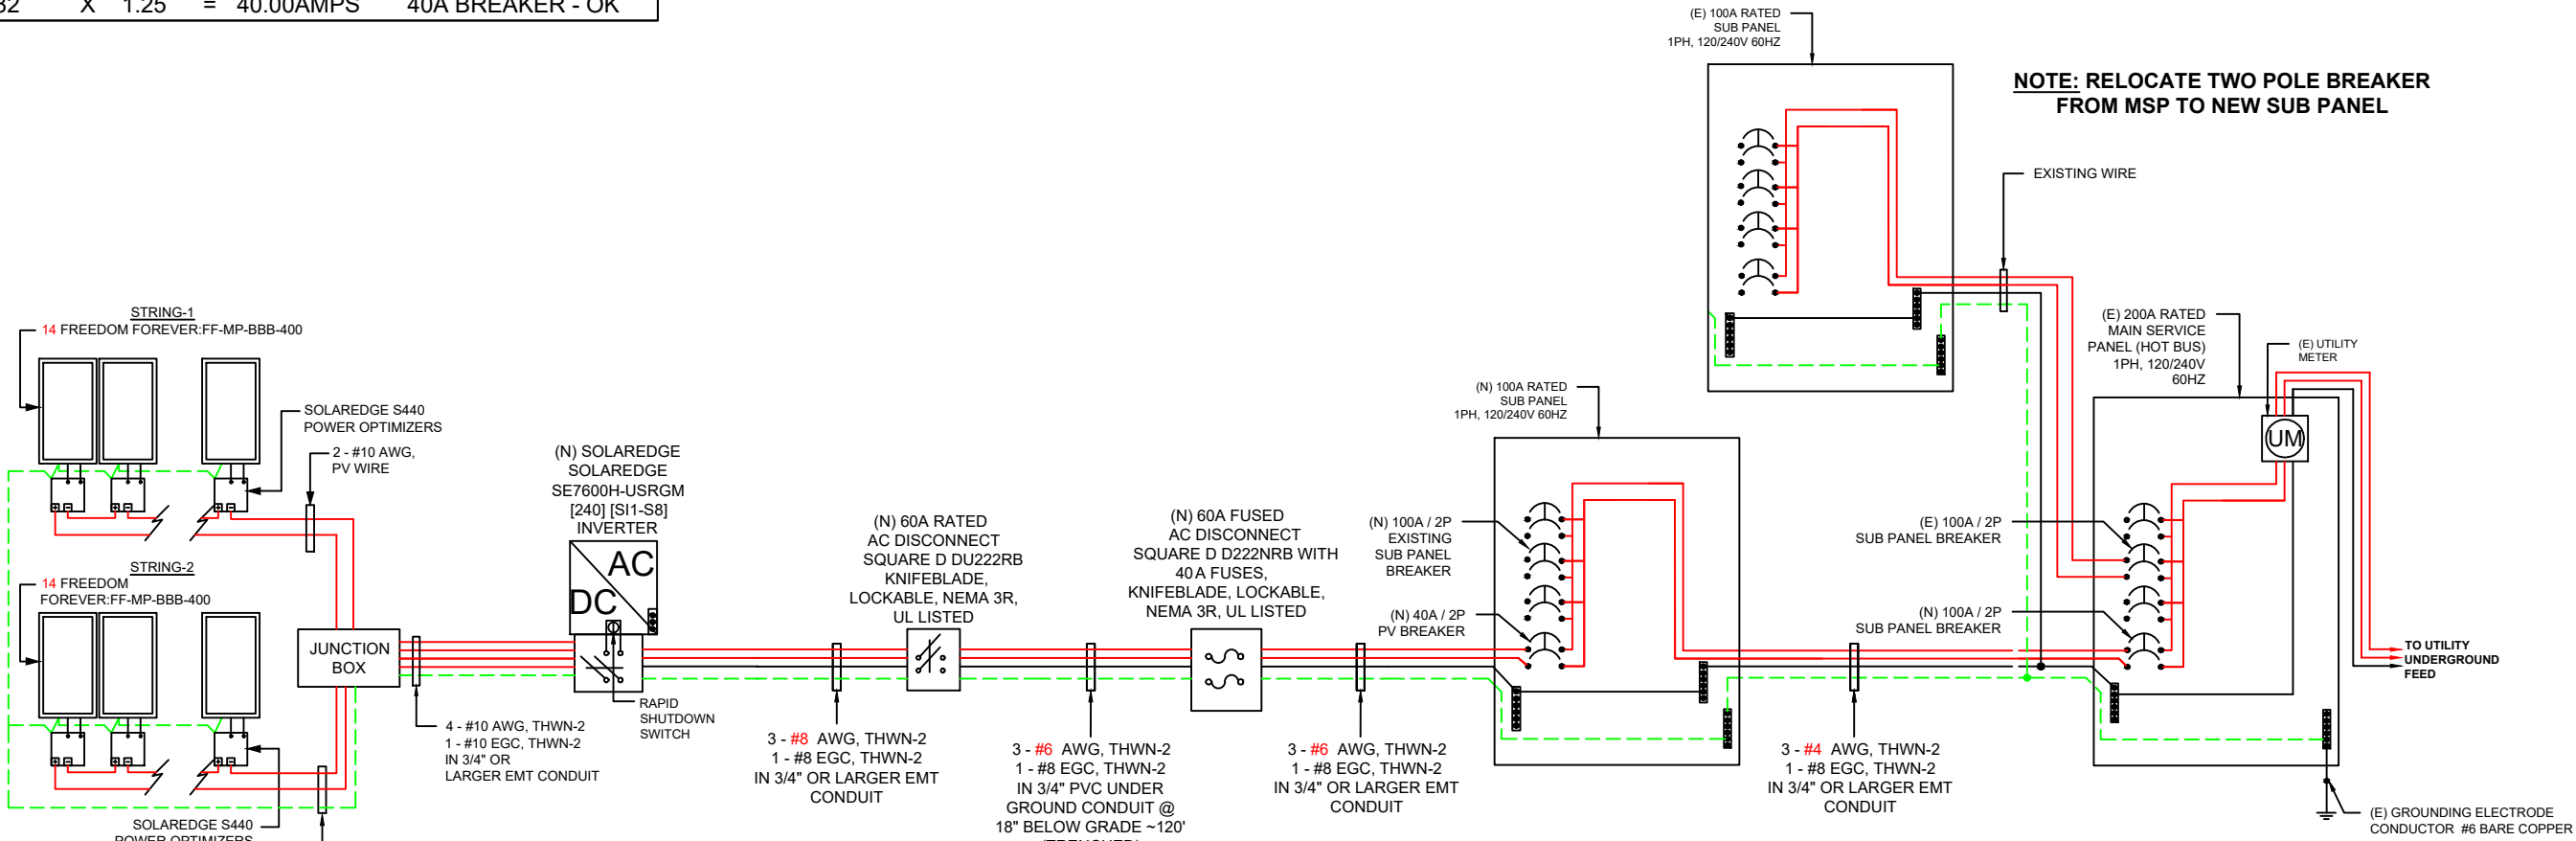 32 X 1.25 = 40.00AMPS 40A BREAKER - OK
(E) 100A RATED
SUB PANEL
1PH, 120/240V 60HZ
NOTE: RELOCATE TWO POLE BREAKER
FROM MSP TO NEW SUB PANEL
EXISTING WIRE
(E) 200A RATED
MAIN SERVICE
PANEL (HOT BUS)
1PH, 120/240V
60HZ
(E) UTILITY
METER
UM
STRING-1
14 FREEDOM FOREVER:FF-MP-BBB-400
SOLAREDGE S440
POWER OPTIMIZERS
2 - #10 AWG,
PV WIRE
STRING-2
14 FREEDOM
FOREVER:FF-MP-BBB-400
JUNCTION
BOX
4 - #10 AWG, THWN-2
1 - #10 EGC, THWN-2
IN 3/4" OR
LARGER EMT CONDUIT
SOLAREDGE S440
POWER OPTIMIZERS
(N) SOLAREDGE
SOLAREDGE
SE7600H-USRGM
[240] [SI1-S8]
INVERTER
AC
DC
RAPID
SHUTDOWN
SWITCH
3 - #8 AWG, THWN-2
1 - #8 EGC, THWN-2
IN 3/4" OR LARGER EMT
CONDUIT
(N) 60A RATED
AC DISCONNECT
SQUARE D DU222RB
KNIFEBLADE,
LOCKABLE, NEMA 3R,
UL LISTED
3 - #6 AWG, THWN-2
1 - #8 EGC, THWN-2
IN 3/4" PVC UNDER
GROUND CONDUIT @
18" BELOW GRADE ~120'
(TRENCHED)
(N) 60A FUSED
AC DISCONNECT
SQUARE D D222NRB WITH
40A FUSES,
KNIFEBLADE, LOCKABLE,
NEMA 3R, UL LISTED
3 - #6 AWG, THWN-2
1 - #8 EGC, THWN-2
IN 3/4" OR LARGER EMT
CONDUIT
(N) 100A RATED
SUB PANEL
1PH, 120/240V 60HZ
(N) 100A / 2P
EXISTING
SUB PANEL
BREAKER
(N) 40A / 2P
PV BREAKER
3 - #4 AWG, THWN-2
1 - #8 EGC, THWN-2
IN 3/4" OR LARGER EMT
CONDUIT
(E) 100A / 2P
SUB PANEL BREAKER
(N) 100A / 2P
SUB PANEL BREAKER
TO UTILITY
UNDERGROUND
FEED
(E) GROUNDING ELECTRODE
CONDUCTOR #6 BARE COPPER